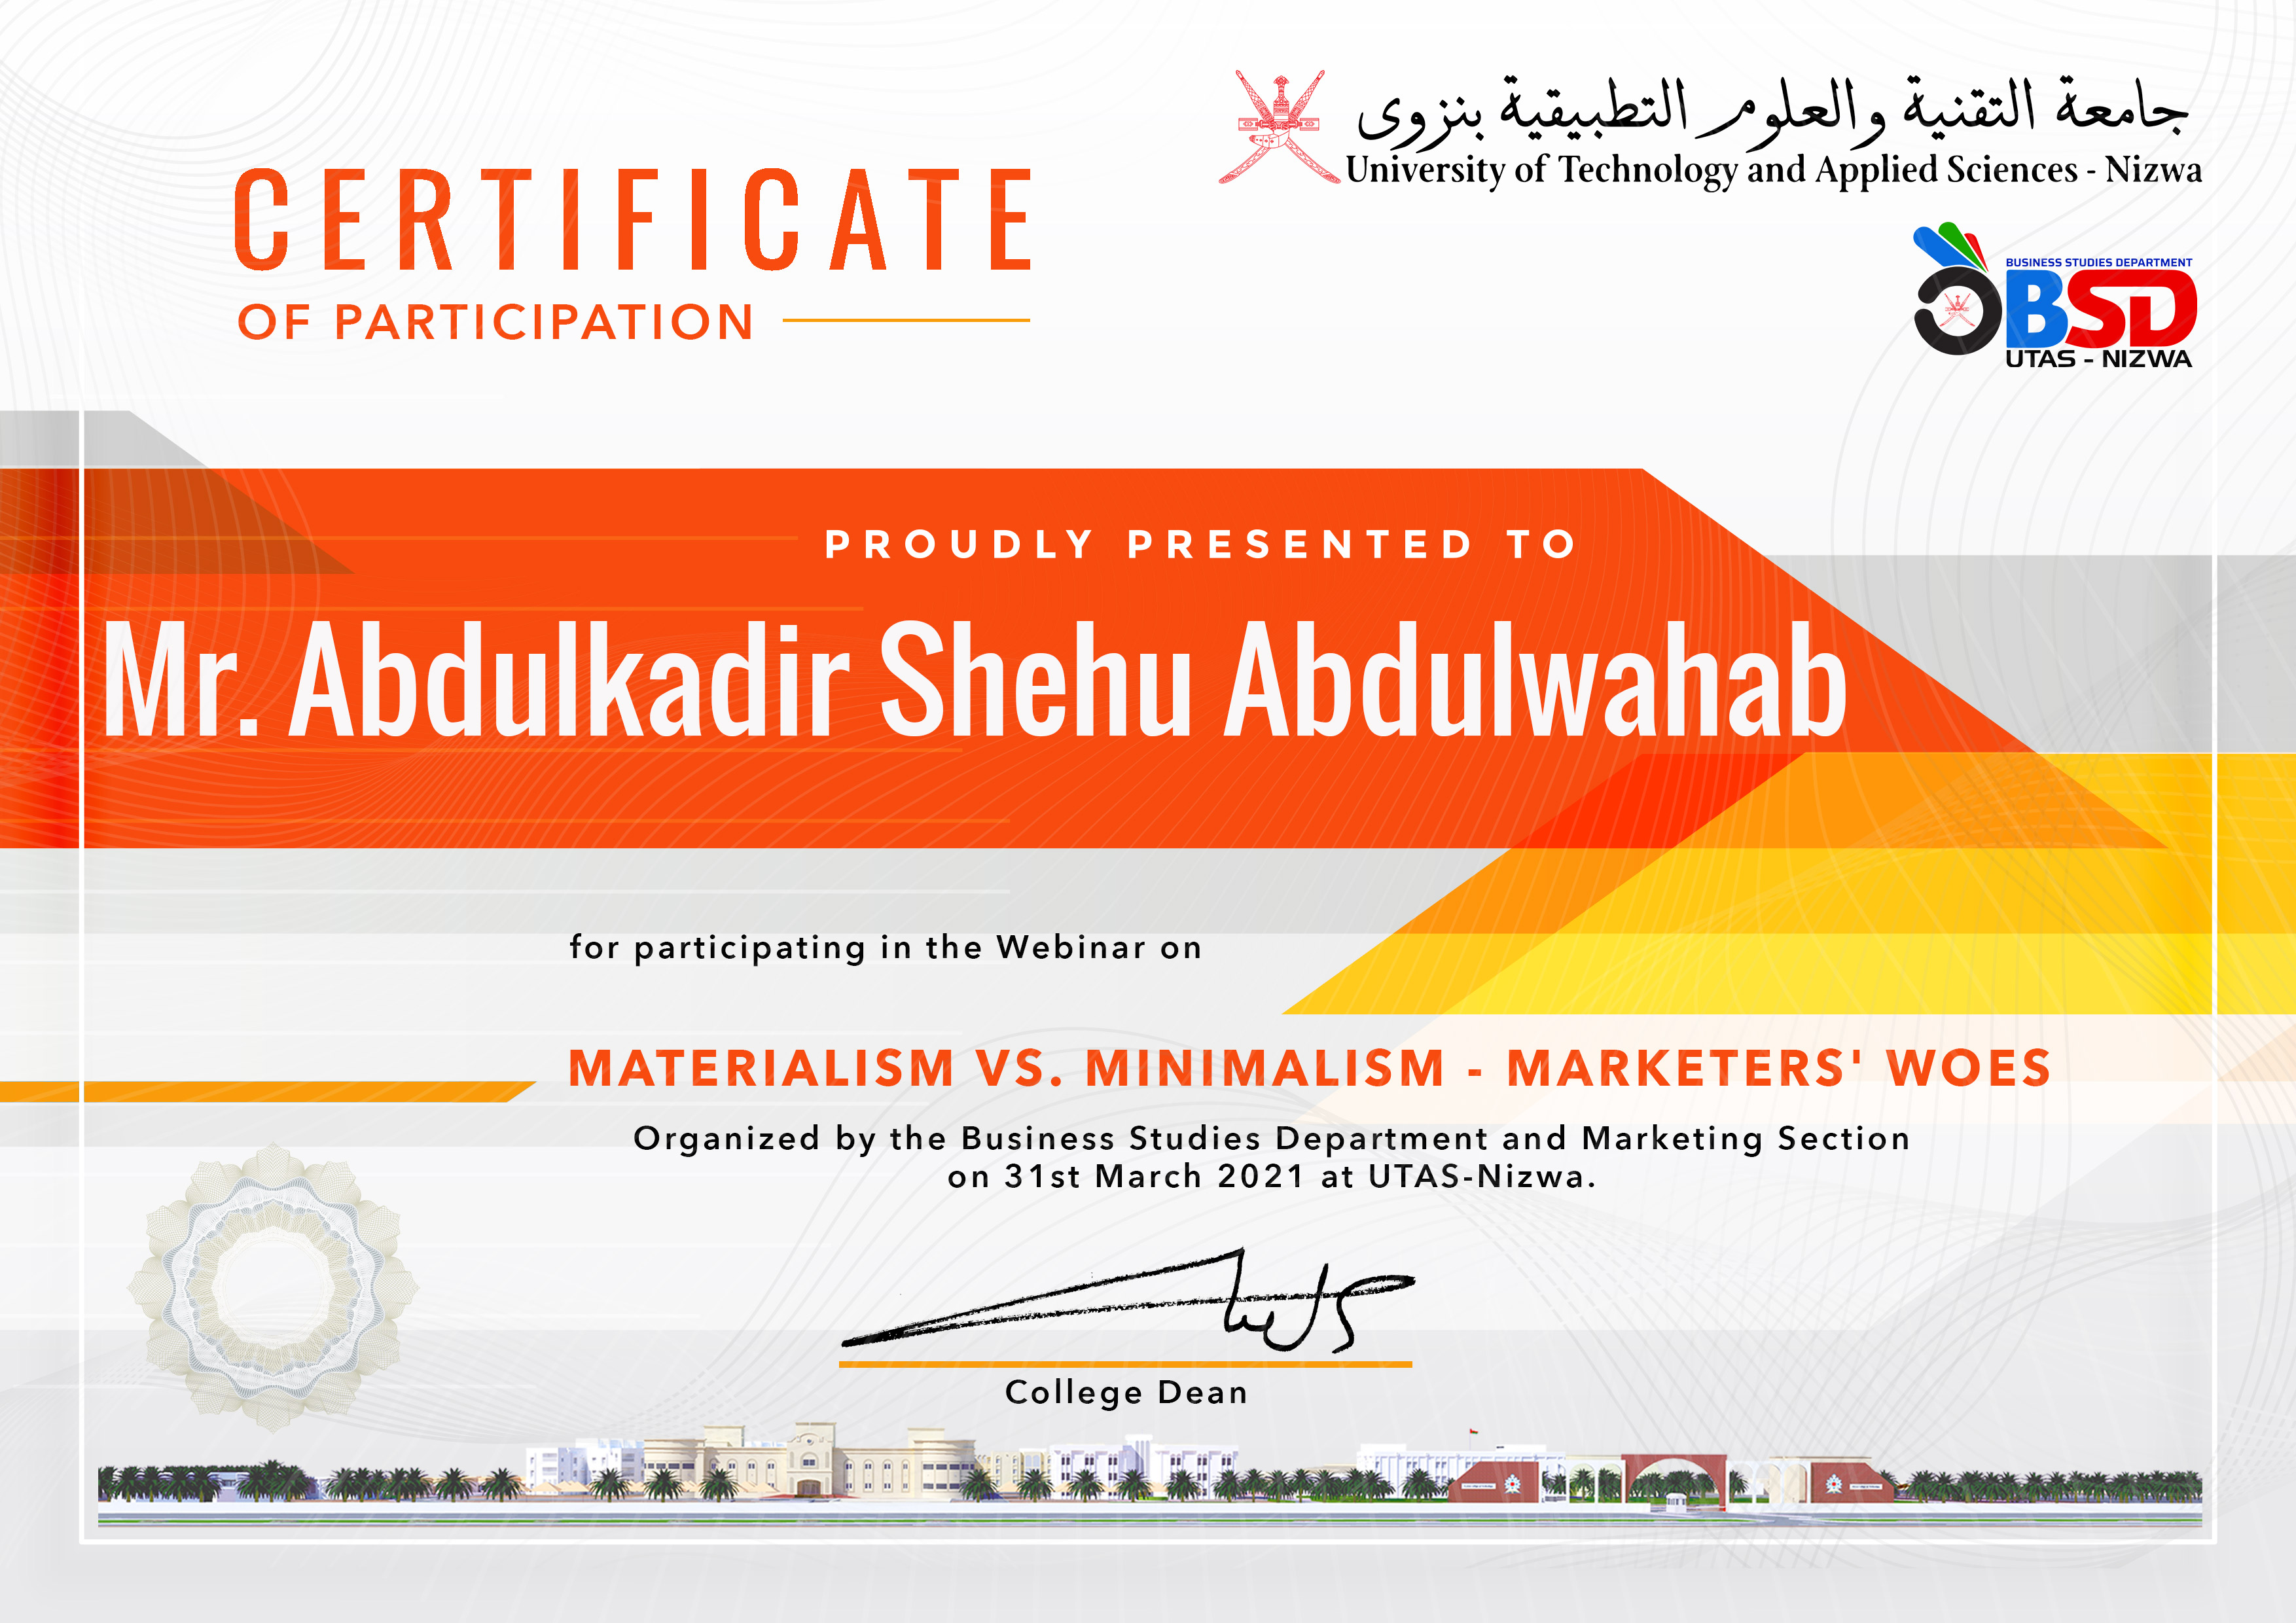 جامعة التقنية والعلوم التطبيقية بنزوى
University of Technology and Applied Sciences - Nizwa
CERTIFICATE
OF PARTICIPATION
BUSINESS STUDIES DEPARTMENT
BSD
UTAS - NIZWA
PROUDLY PRESENTED TO
Mr. Abdulkadir Shehu Abdulwahab
for participating in the Webinar on
MATERIALISM VS. MINIMALISM - MARKETERS' WOES
Organized by the Business Studies Department and Marketing Section
on 31st March 2021 at UTAS-Nizwa.
College Dean